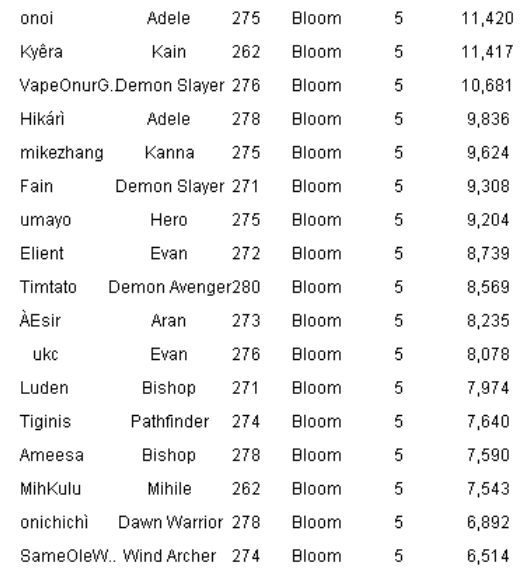 onoi Adele 275 Bloom 5 11,420
Kyêra Kain 262 Bloom 5 11,417
VapeOnurG.. Demon Slayer 276 Bloom 5 10,681
Hikárì Adele 278 Bloom 5 9,836
mikezhang Kanna 275 Bloom 5 9,624
Fain Demon Slayer 271 Bloom 5 9,308
umayo Hero 275 Bloom 5 9,204
Elient Evan 272 Bloom 5 8,739
Timtato Demon Avenger 280 Bloom 5 8,569
ÀEsir Aran 273 Bloom 5 8,235
ukc Evan 276 Bloom 5 8,078
Luden Bishop 271 Bloom 5 7,974
Tiginis Pathfinder 274 Bloom 5 7,640
Ameesa Bishop 278 Bloom 5 7,590
MihKulu Mihile 262 Bloom 5 7,543
onichichì Dawn Warrior 278 Bloom 5 6,892
SameOleW.. Wind Archer 274 Bloom 5 6,514